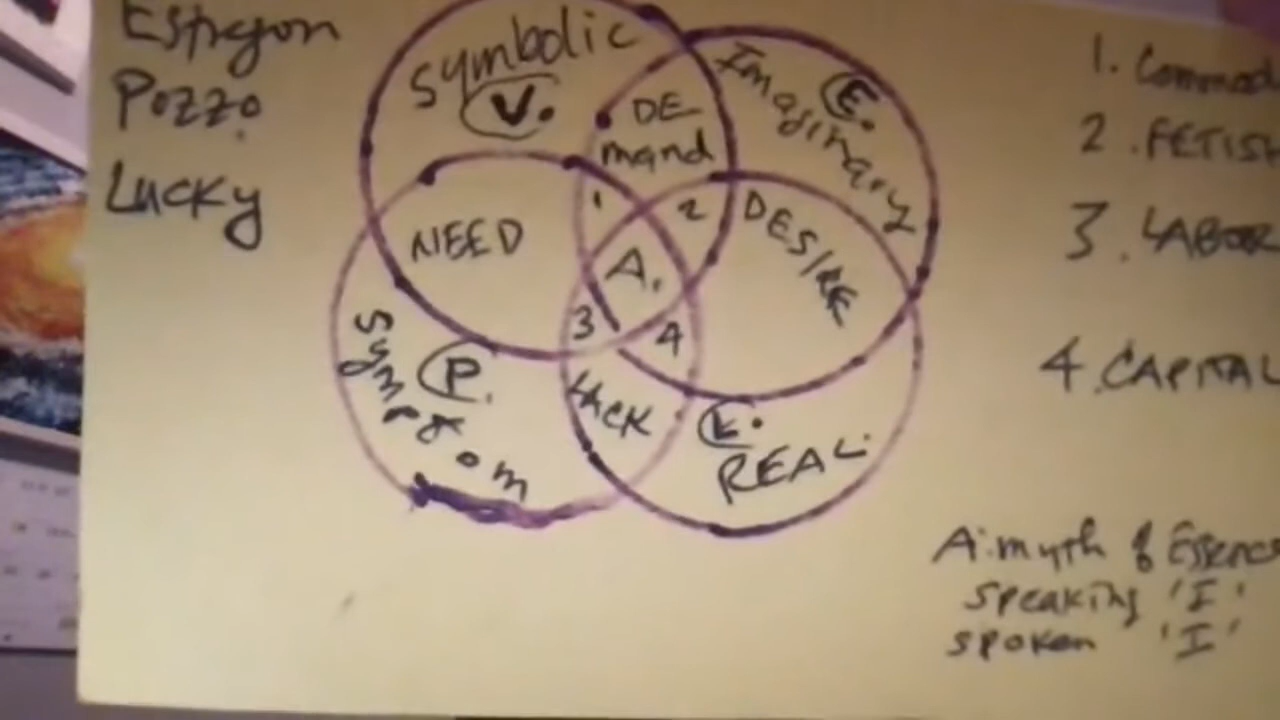 Estragon
Pozzo
Lucky
Symbolic
V.
Imaginary
E.
DE
mand
1
2
NEED
DESIRE
A.
3
4
Symptom
P.
LACK
L.
REAL
1. Commod
2. FETISH
3. LABOR
4. CAPITAL
A: myth of Essence
speaking 'I'
spoken 'I'